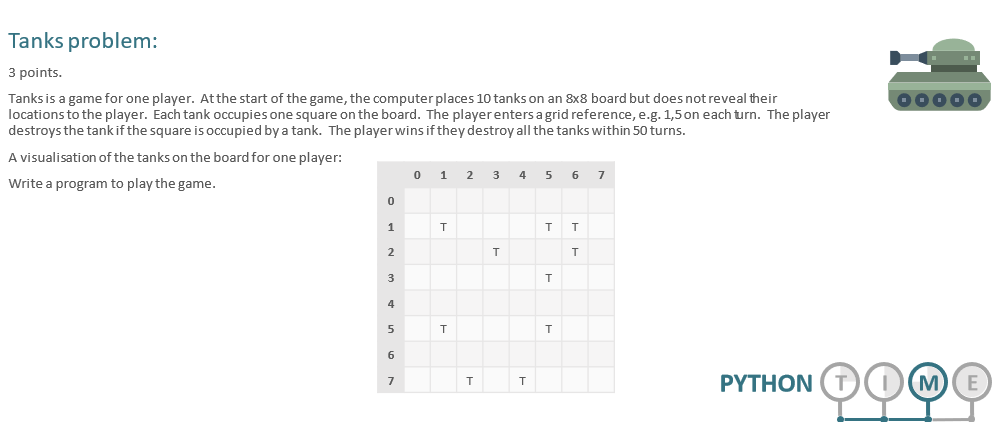 Tanks problem:
3 points.
Tanks is a game for one player. At the start of the game, the computer places 10 tanks on an 8x8 board but does not reveal their
locations to the player. Each tank occupies one square on the board. The player enters a grid reference, e.g. 1,5 on each turn. The player
destroys the tank if the square is occupied by a tank. The player wins if they destroy all the tanks within 50 turns.
A visualisation of the tanks on the board for one player:
Write a program to play the game.
0 1 2 3 4 5 6 7
0
1 T T T
2 T T
3 T
4
5 T T
6
7 T T
PYTHON T I M E